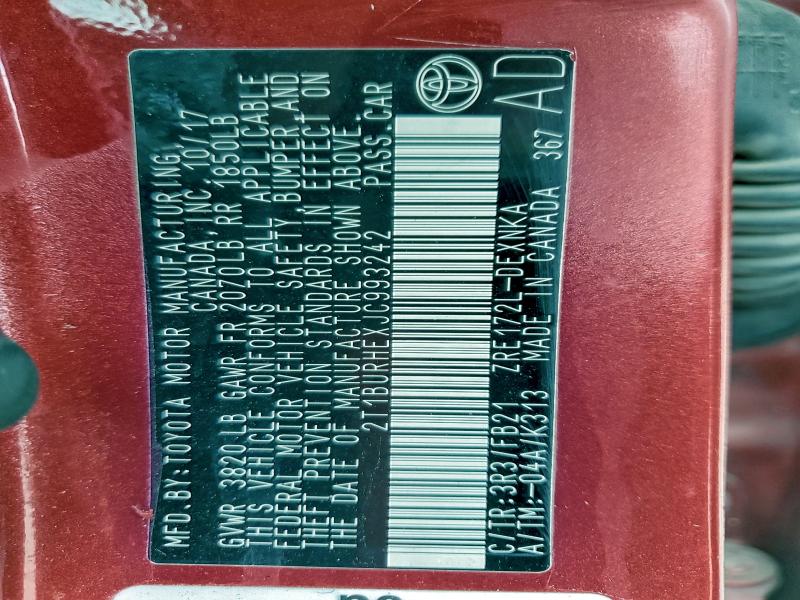 MFD.BY:TOYOTA MOTOR MANUFACTURING,
CANADA,INC. 10/17
GVWR 3820 LB GAWR FR 2070LB RR 1850LB
THIS VEHICLE CONFORMS TO ALL APPLICABLE
FEDERAL MOTOR VEHICLE SAFETY BUMPER,AND
THEFT PREVENTION STANDARDS IN EFFECT ON
THE DATE OF MANUFACTURE SHOWN ABOVE.
2T1BURHEXJC993242 PASS.CAR
C/TR:3R3/FB21 ZRE172L-DEXNKA AD
A/TM:-04A/K313 MADE IN CANADA 367